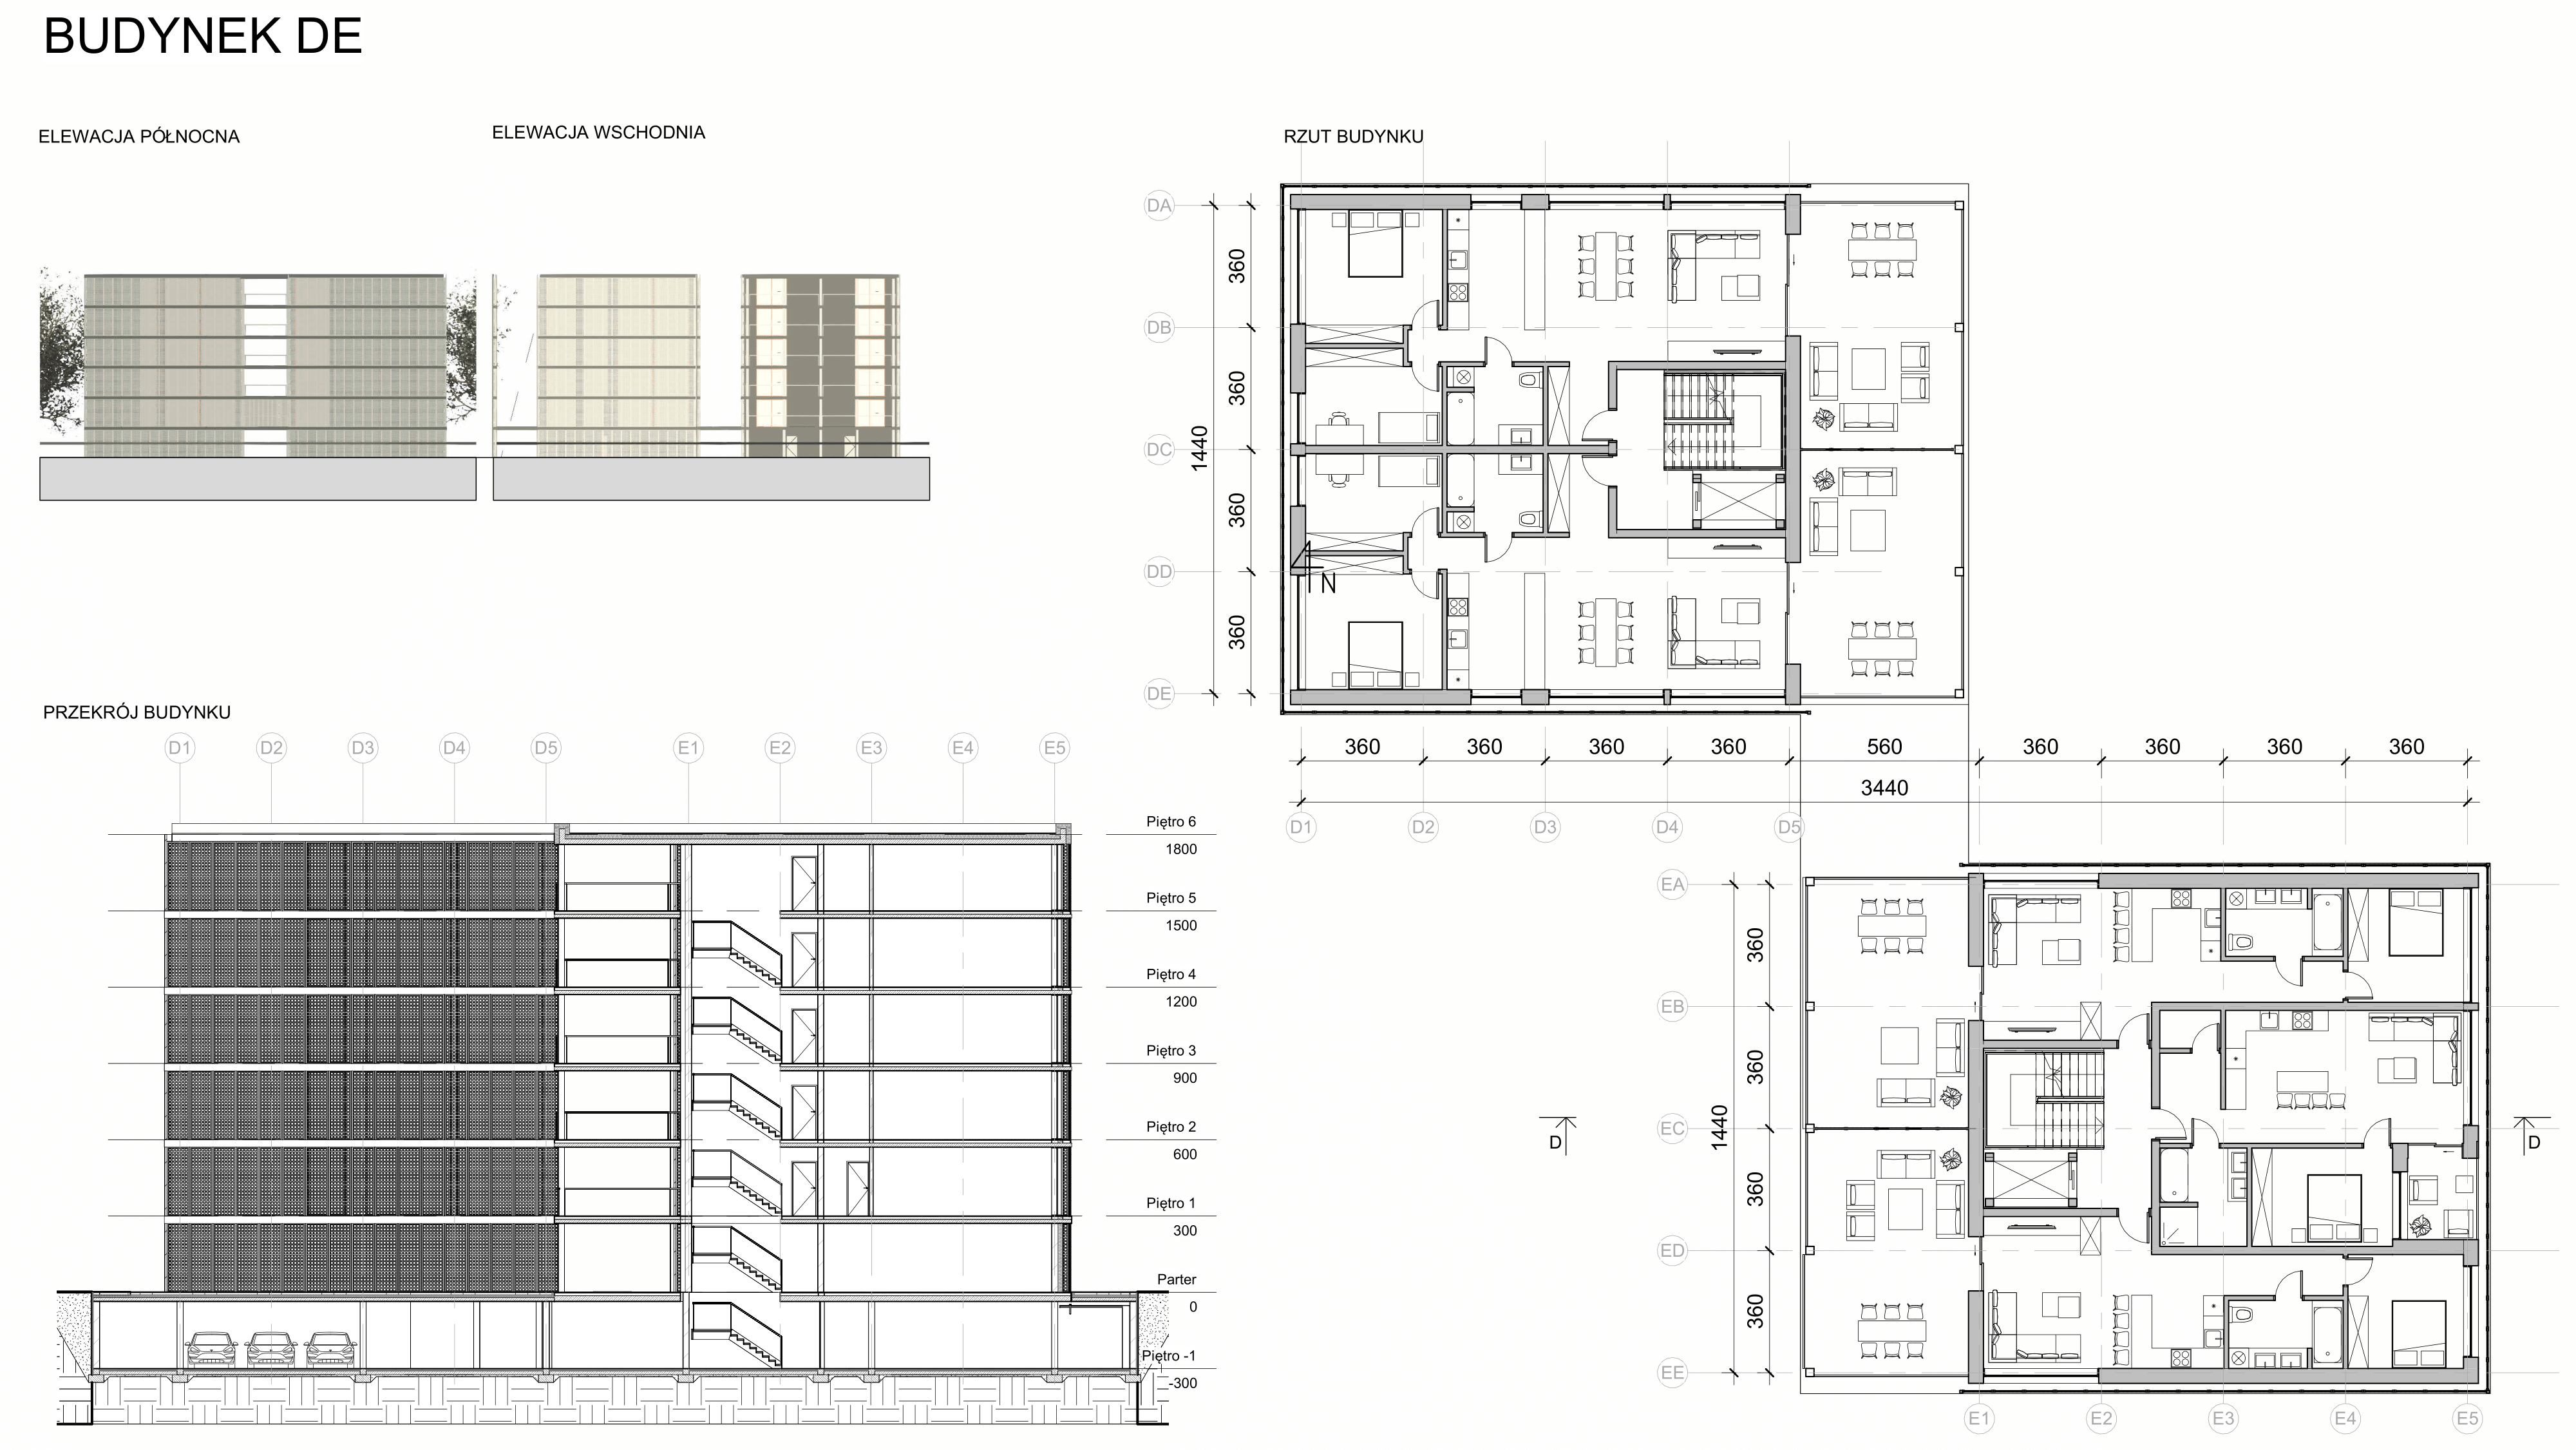 BUDYNEK DE
ELEWACJA PÓŁNOCNA
ELEWACJA WSCHODNIA
RZUT BUDYNKU
DA
DB
DC
DD
DE
360
360
360
360
1440
N
360
360
360
360
560
360
360
360
360
3440
D1
D2
D3
D4
D5
EA
EB
EC
ED
EE
360
360
360
360
1440
D
D
E1
E2
E3
E4
E5
PRZEKRÓJ BUDYNKU
D1
D2
D3
D4
D5
E1
E2
E3
E4
E5
Piętro 6
1800
Piętro 5
1500
Piętro 4
1200
Piętro 3
900
Piętro 2
600
Piętro 1
300
Parter
0
Piętro -1
-300